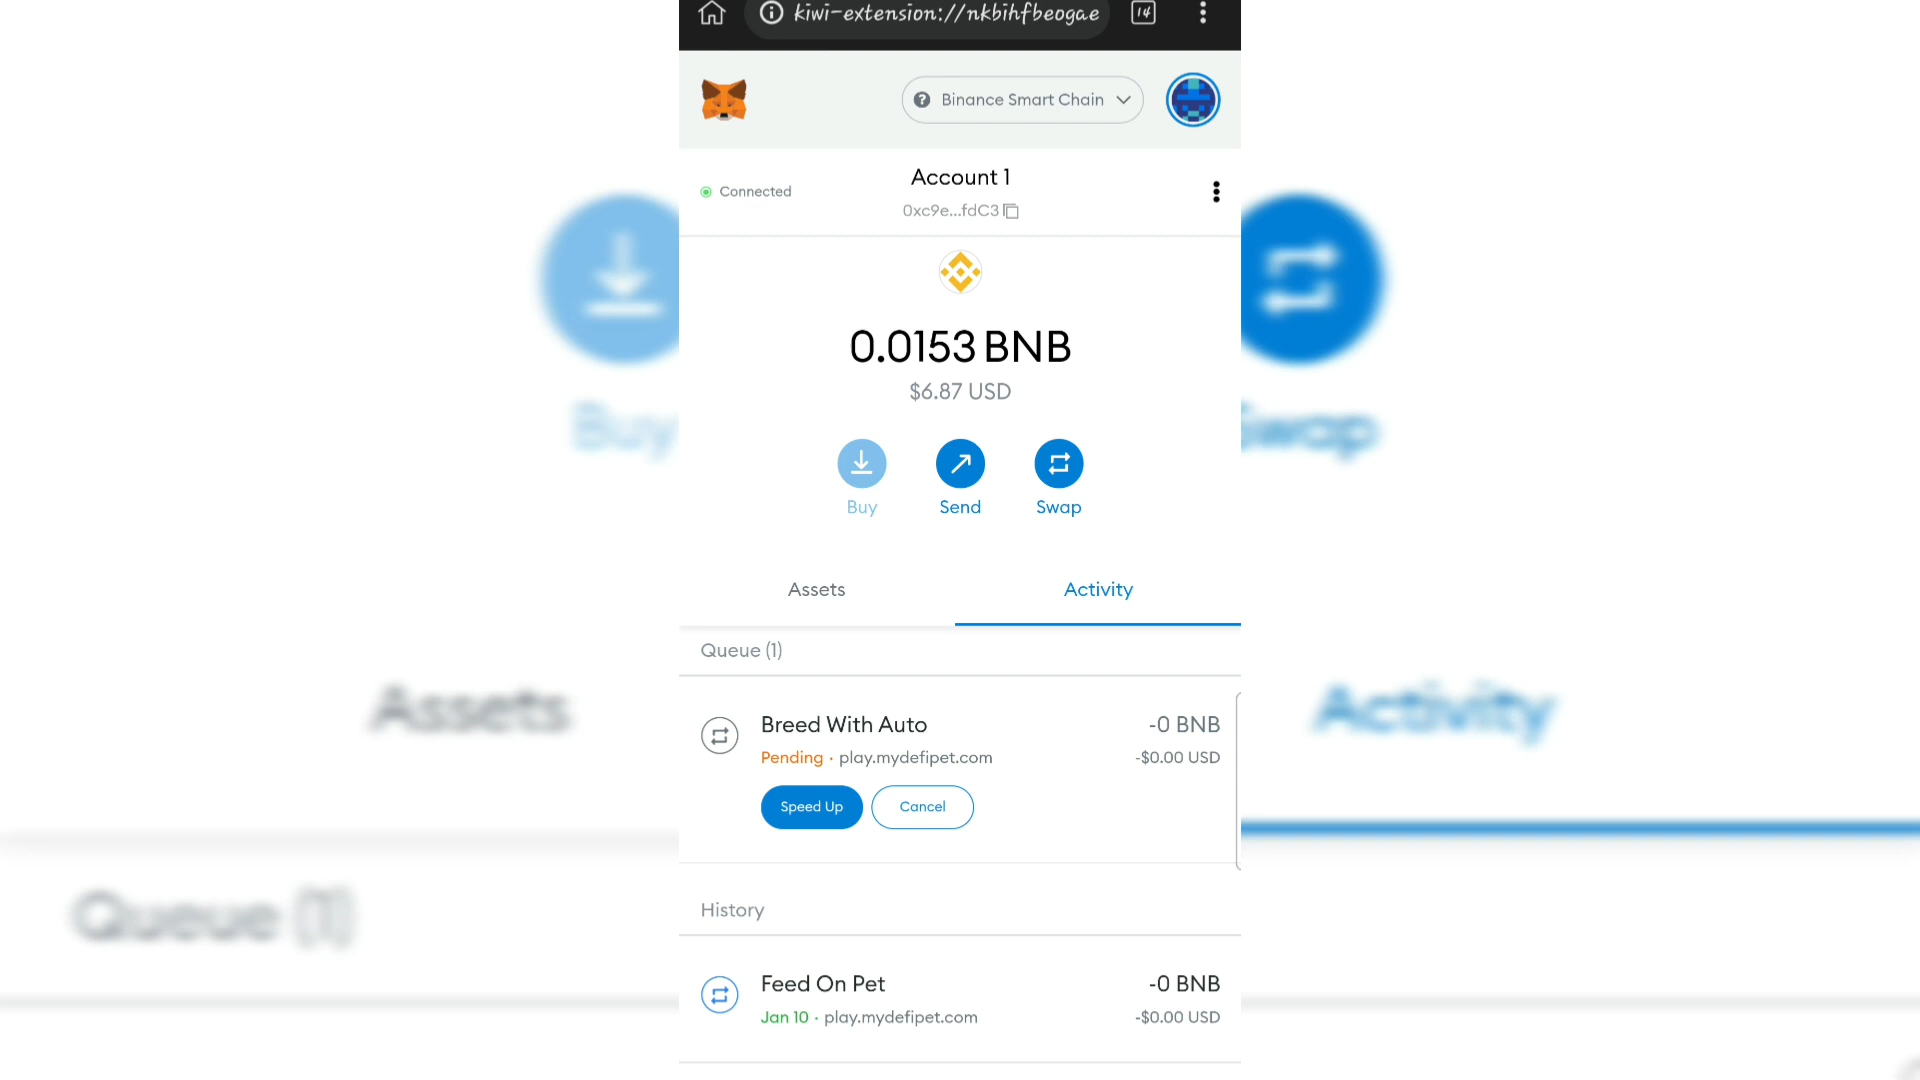 kiwi-extension://nkbihfbeogae
14
Binance Smart Chain
Connected
Account 1
0xc9e...fdC3
0.0153 BNB
$6.87 USD
Buy
Send
Swap
Buy
Swap
Assets
Activity
Queue (1)
Assets
Activity
Breed With Auto
-0 BNB
Pending · play.mydefipet.com
-$0.00 USD
Speed Up
Cancel
Queue (1)
History
Feed On Pet
-0 BNB
Jan 10 · play.mydefipet.com
-$0.00 USD